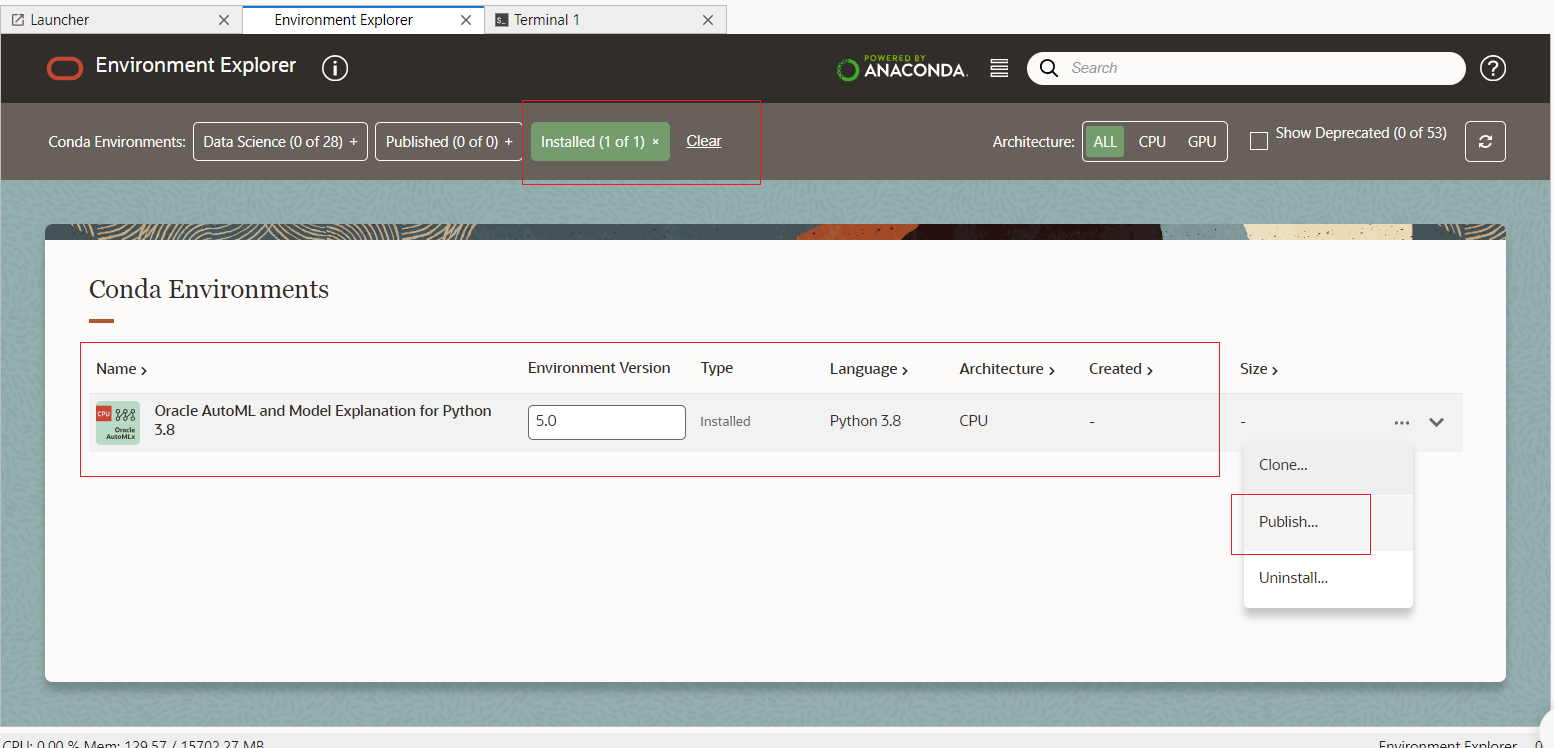 Launcher
Environment Explorer
Terminal 1
Environment Explorer
POWERED BY
ANACONDA.
Search
Conda Environments:
Data Science (0 of 28) +
Published (0 of 0) +
Installed (1 of 1) ×
Clear
Architecture:
ALL
CPU
GPU
Show Deprecated (0 of 53)
Conda Environments
Name
Environment Version
Type
Language
Architecture
Created
Size
CPU
Oracle
AutoMLx
Oracle AutoML and Model Explanation for Python
3.8
5.0
Installed
Python 3.8
CPU
-
-
Clone...
Publish...
Uninstall...
CPU: 0.00 % Mem: 129.57 / 15702.27 MB
Environment Explorer
0